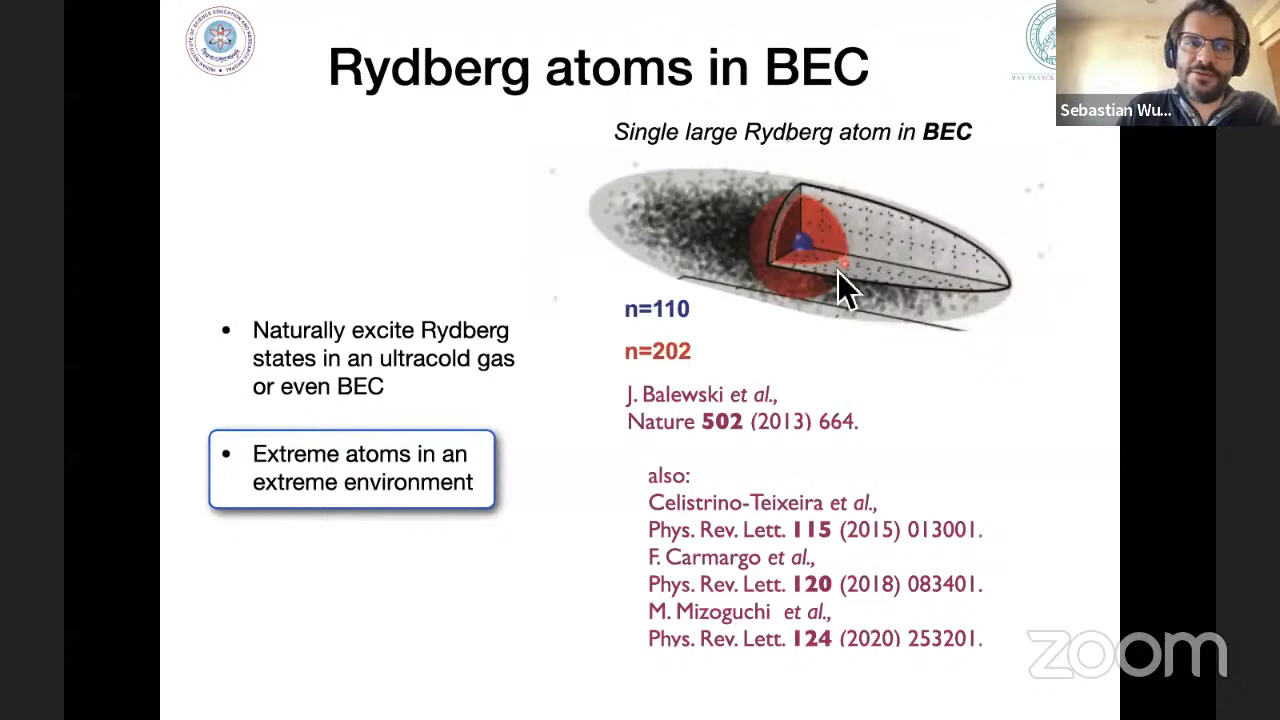 Rydberg atoms in BEC
Sebastian Wu...
Single large Rydberg atom in BEC
n=110
n=202
• Naturally excite Rydberg
states in an ultracold gas
or even BEC
• Extreme atoms in an
extreme environment
J. Balewski et al.,
Nature 502 (2013) 664.
also:
Celistrino-Teixeira et al.,
Phys. Rev. Lett. 115 (2015) 013001.
F. Carmargo et al.,
Phys. Rev. Lett. 120 (2018) 083401.
M. Mizoguchi et al.,
Phys. Rev. Lett. 124 (2020) 253201.
zoom